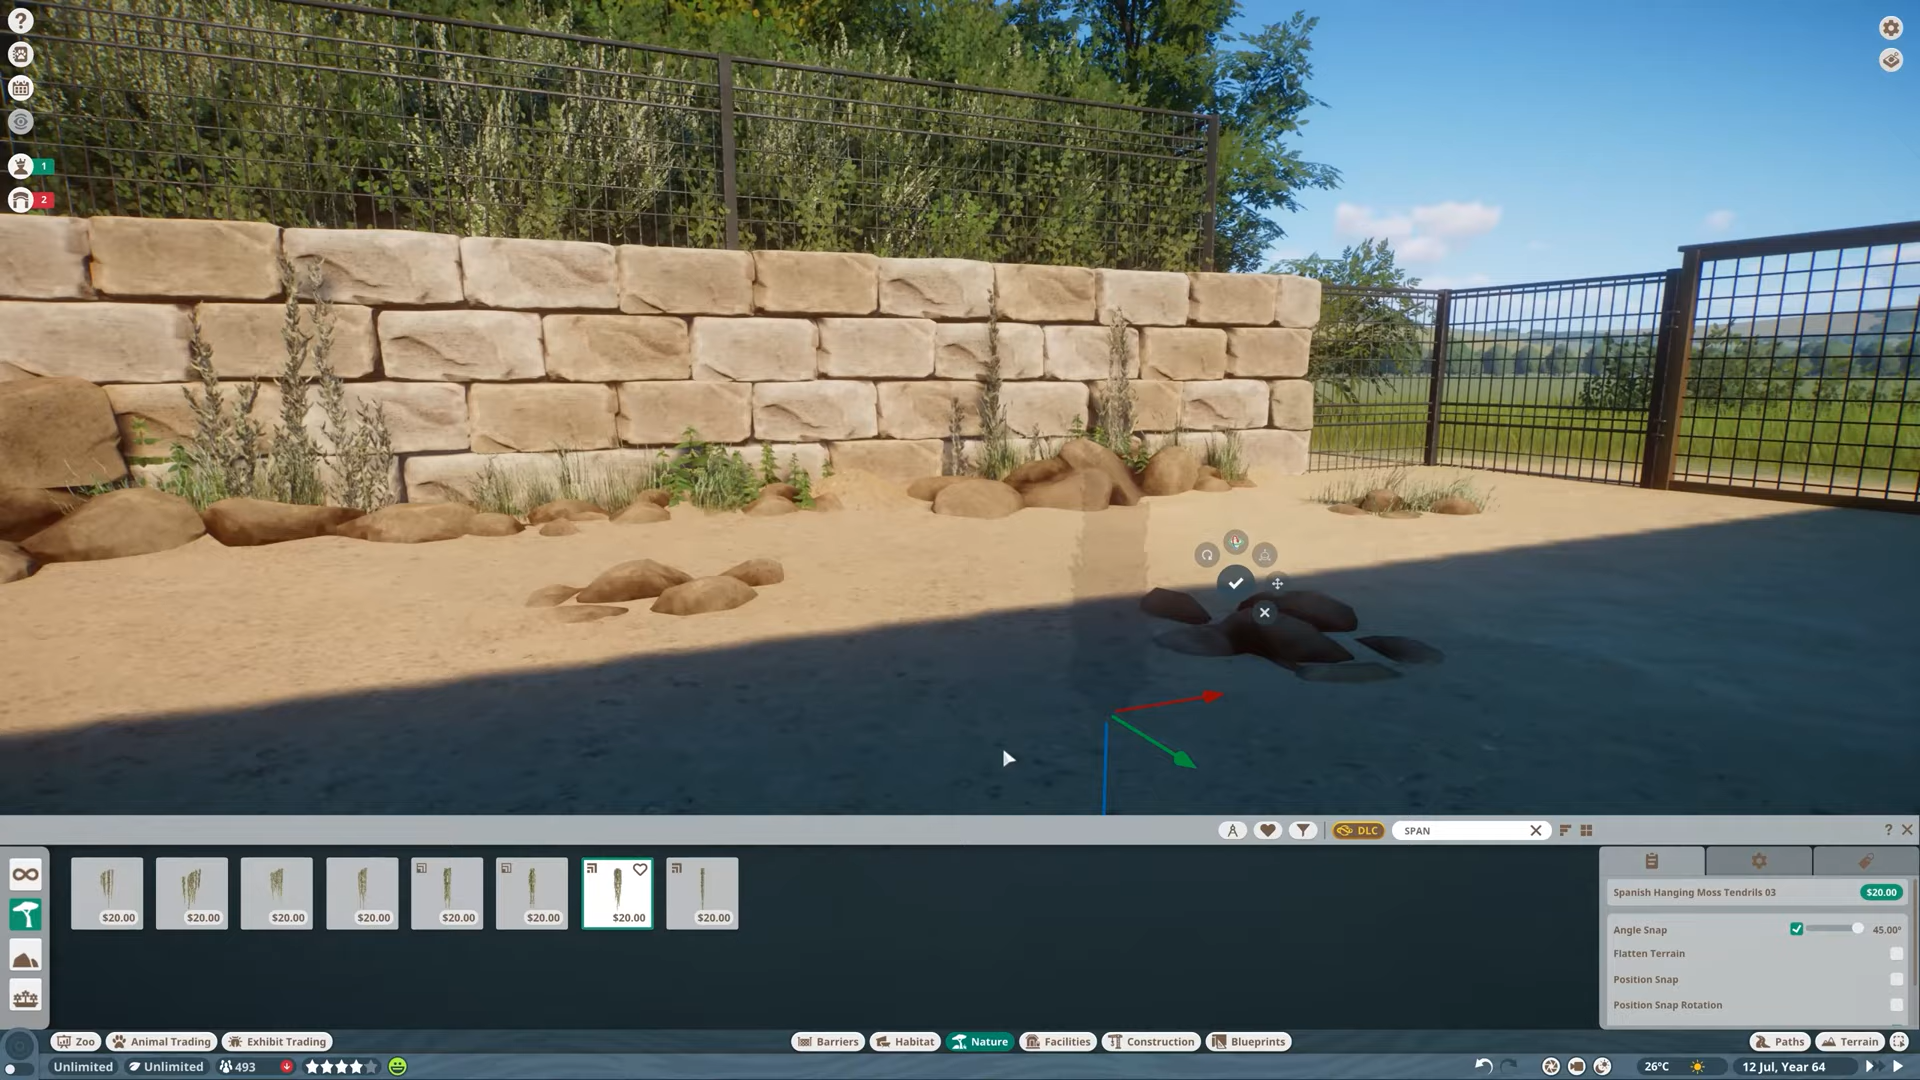 ?
1
2
DLC
SPAN
?
$20.00
$20.00
$20.00
$20.00
$20.00
$20.00
$20.00
$20.00
Spanish Hanging Moss Tendrils 03
$20.00
Angle Snap
45.00°
Flatten Terrain
Position Snap
Position Snap Rotation
Zoo
Animal Trading
Exhibit Trading
Barriers
Habitat
Nature
Facilities
Construction
Blueprints
Paths
Terrain
Unlimited
Unlimited
493
26°C
12 Jul, Year 64